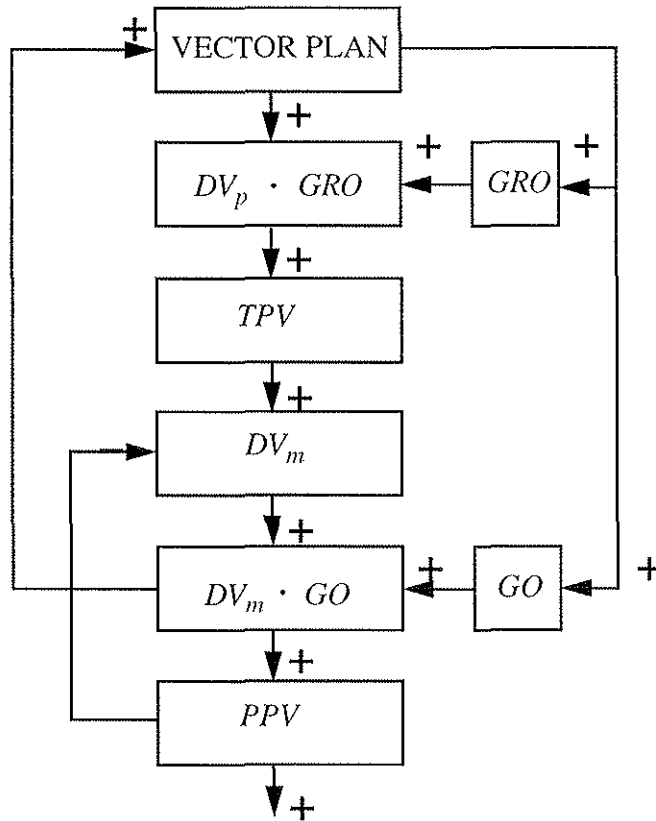 +
VECTOR PLAN
+
+
+
DVp · GRO
GRO
+
TPV
+
DVm
+
+
+
DVm · GO
GO
+
PPV
+